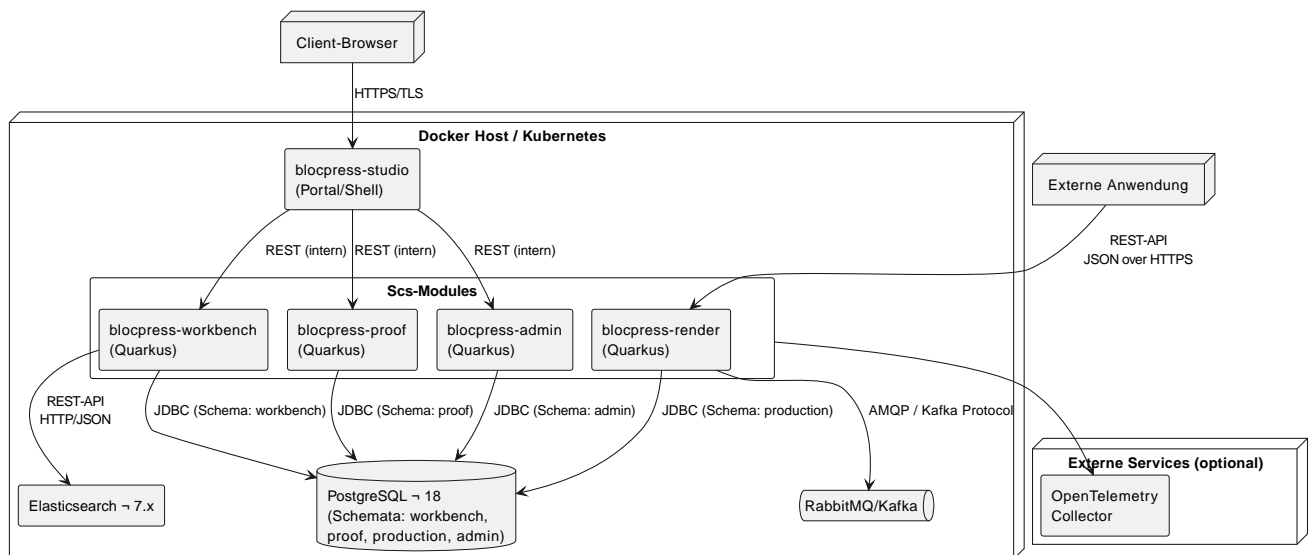 Client-Browser
HTTPS/TLS
Docker Host / Kubernetes
blocpress-studio
(Portal/Shell)
Externe Anwendung
REST (intern)
REST (intern)
REST (intern)
REST-API
JSON over HTTPS
Scs-Modules
blocpress-workbench
(Quarkus)
blocpress-proof
(Quarkus)
blocpress-admin
(Quarkus)
blocpress-render
(Quarkus)
REST-API
HTTP/JSON
JDBC (Schema: workbench)
JDBC (Schema: proof)
JDBC (Schema: admin)
JDBC (Schema: production)
AMQP / Kafka Protocol
Externe Services (optional)
Elasticsearch ¬ 7.x
PostgreSQL ¬ 18
(Schemata: workbench,
proof, production, admin)
RabbitMQ/Kafka
OpenTelemetry
Collector